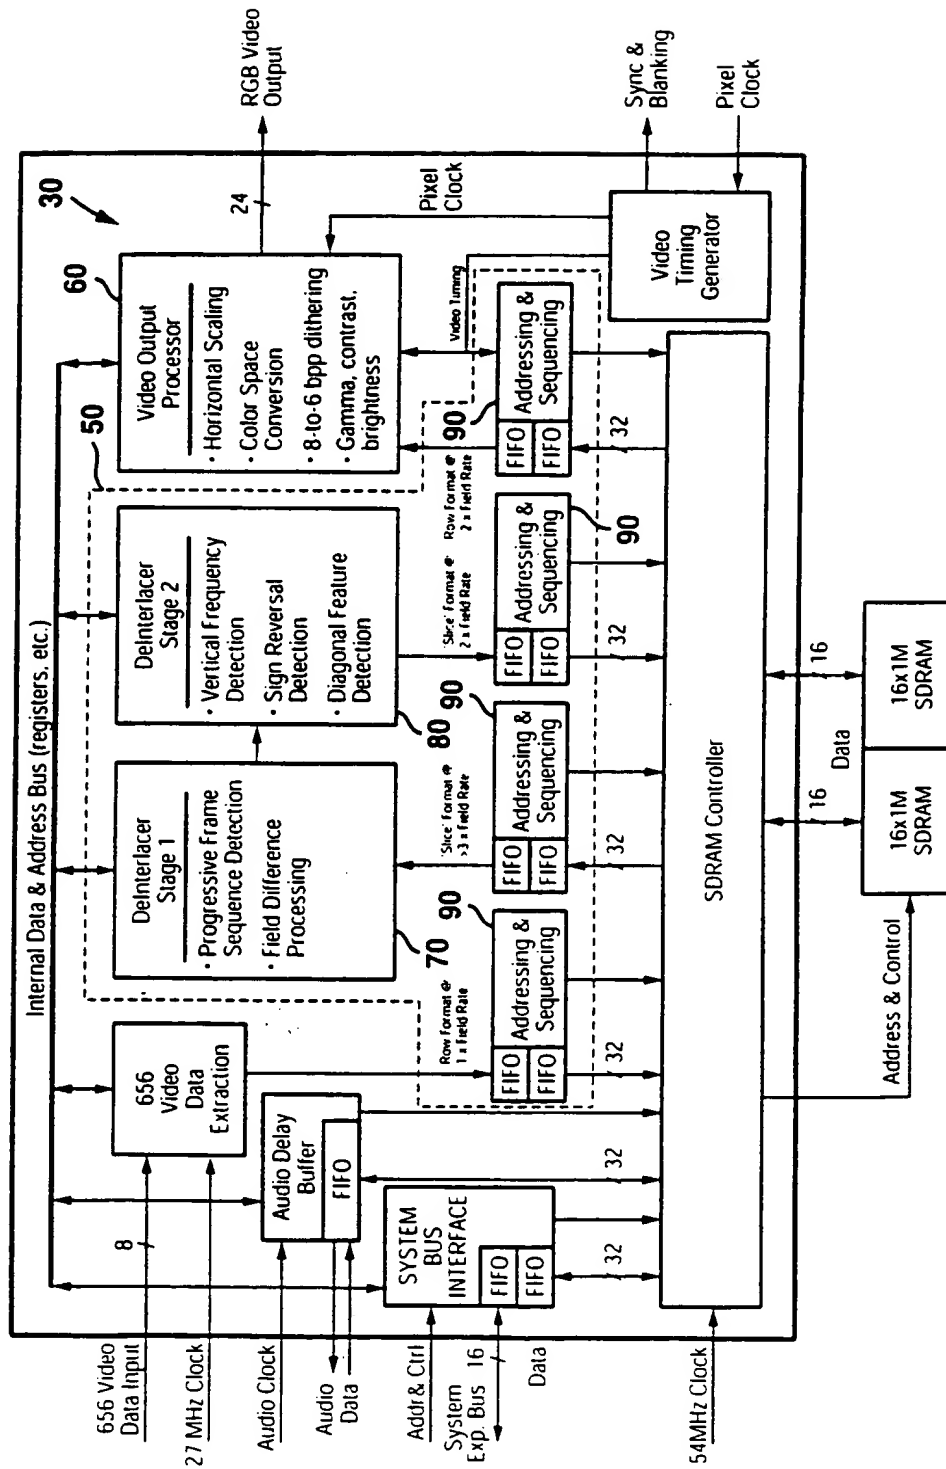 Internal Data & Address Bus (registers, etc.)
30
656 Video
Data Input
8
27 MHz Clock
Audio Clock
Audio
Data
Addr& Ctrl
System
Exp. Bus
16
Data
54MHz Clock
656
Video
Data
Extraction
Audio Delay
Buffer
FIFO
32
SYSTEM
BUS
INTERFACE
FIFO
FIFO
32
50
DeInterlacer
Stage 1
· Progressive Frame
Sequence Detection
· Field Difference
Processing
70
DeInterlacer
Stage 2
· Vertical Frequency
Detection
· Sign Reversal
Detection
· Diagonal Feature
Detection
80
Video Output
Processor
· Horizontal Scaling
· Color Space
Conversion
· 8-to-6 bpp dithering
· Gamma, contrast,
brightness
60
24
RGB Video
Output
Pixel
Clock
Video Timing
Row Format @
1 x Field Rate
90
Addressing &
Sequencing
FIFO
FIFO
32
'Slice' Format @
>3 x Field Rate
90
Addressing &
Sequencing
FIFO
FIFO
32
'Slice' Format @
2 x Field Rate
90
Addressing &
Sequencing
FIFO
FIFO
32
Row Format @
2 x Field Rate
90
Addressing &
Sequencing
FIFO
FIFO
32
Video
Timing
Generator
Sync &
Blanking
Pixel
Clock
SDRAM Controller
Address & Control
16
Data
16
16x1M
SDRAM
16x1M
SDRAM